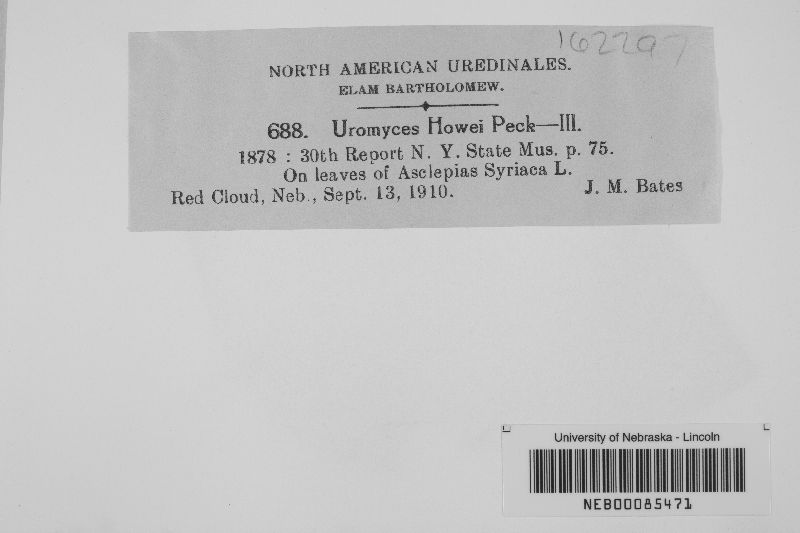 162297
NORTH AMERICAN UREDINALES.
ELAM BARTHOLOMEW.
688. Uromyces Howei Peck—III.
1878 : 30th Report N. Y. State Mus. p. 75.
On leaves of Asclepias Syriaca L.
Red Cloud, Neb., Sept. 13, 1910. J. M. Bates
University of Nebraska - Lincoln
NEB00085471